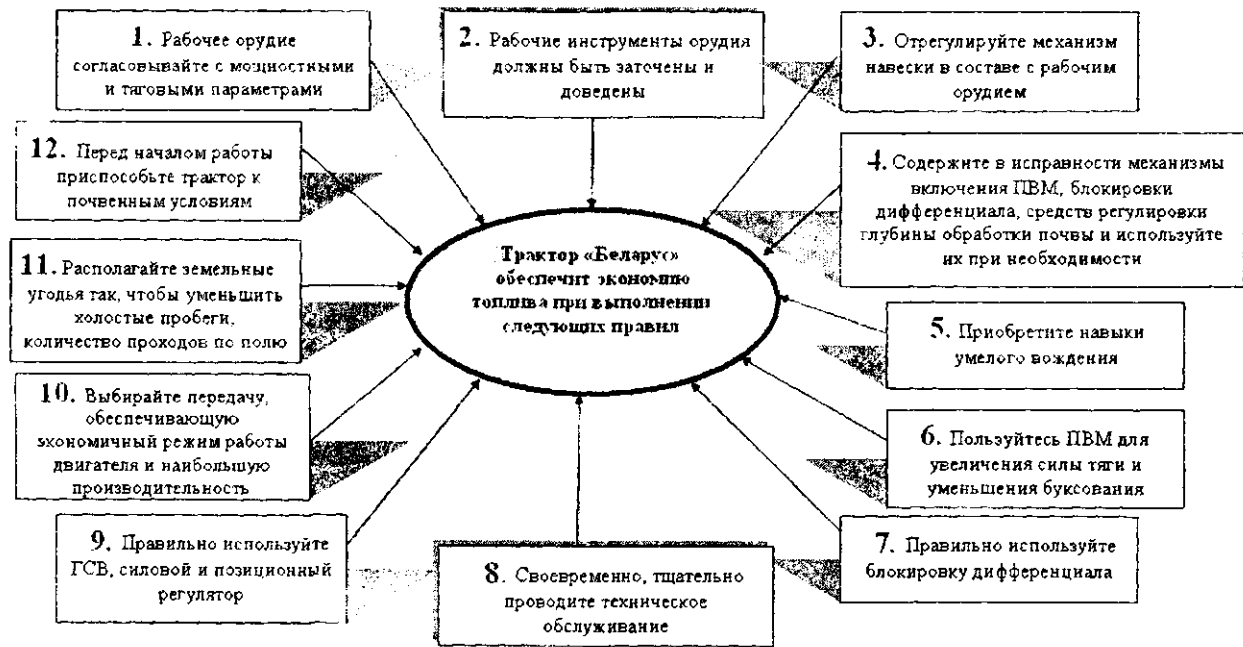 1. Рабочее орудие
согласовывайте с мощностными
и тяговыми параметрами
2. Рабочие инструменты орудия
должны быть заточены и
доведены
3. Отрегулируйте механизм
навески в составе с рабочим
орудием
4. Содержите в исправности механизмы
включения ПВМ, блокировки
дифференциала, средств регулировки
глубины обработки почвы и используйте
их при необходимости
5. Приобретите навыки
умелого вождения
6. Пользуйтесь ПВМ для
увеличения силы тяги и
уменьшения буксования
7. Правильно используйте
блокировку дифференциала
8. Своевременно, тщательно
проводите техническое
обслуживание
9. Правильно используйте
ГСВ, силовой и позиционный
регулятор
10. Выбирайте передачу,
обеспечивающую
экономичный режим работы
двигателя и наибольшую
производительность
11. Располагайте земельные
угодья так, чтобы уменьшить
холостые пробеги,
количество проходов по полю
12. Перед началом работы
приспособьте трактор к
почвенным условиям
Трактор «Беларус»
обеспечит экономию
топлива при выполнении
следующих правил